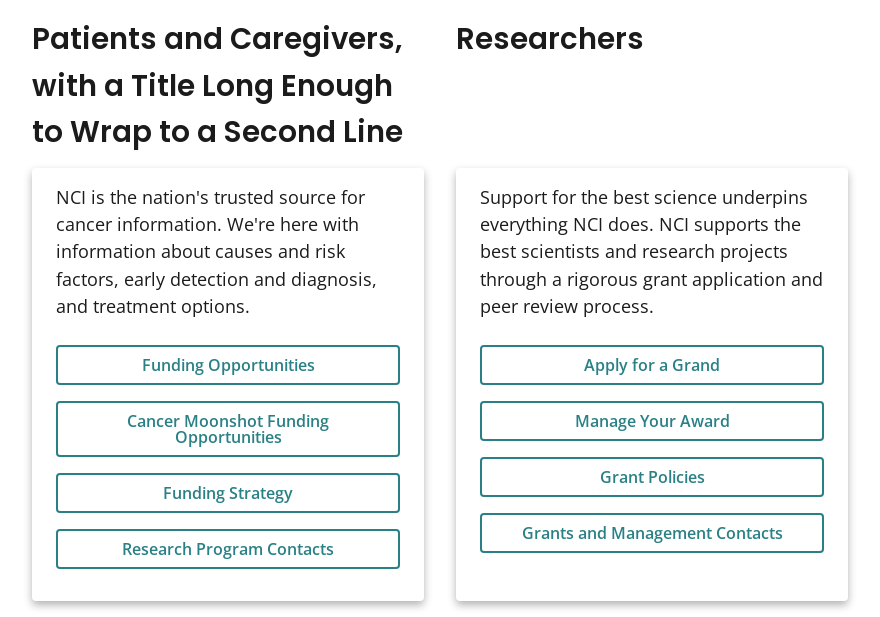 Patients and Caregivers,
with a Title Long Enough
to Wrap to a Second Line
NCI is the nation's trusted source for
cancer information. We're here with
information about causes and risk
factors, early detection and diagnosis,
and treatment options.
Funding Opportunities
Cancer Moonshot Funding
Opportunities
Funding Strategy
Research Program Contacts
Researchers
Support for the best science underpins
everything NCI does. NCI supports the
best scientists and research projects
through a rigorous grant application and
peer review process.
Apply for a Grand
Manage Your Award
Grant Policies
Grants and Management Contacts